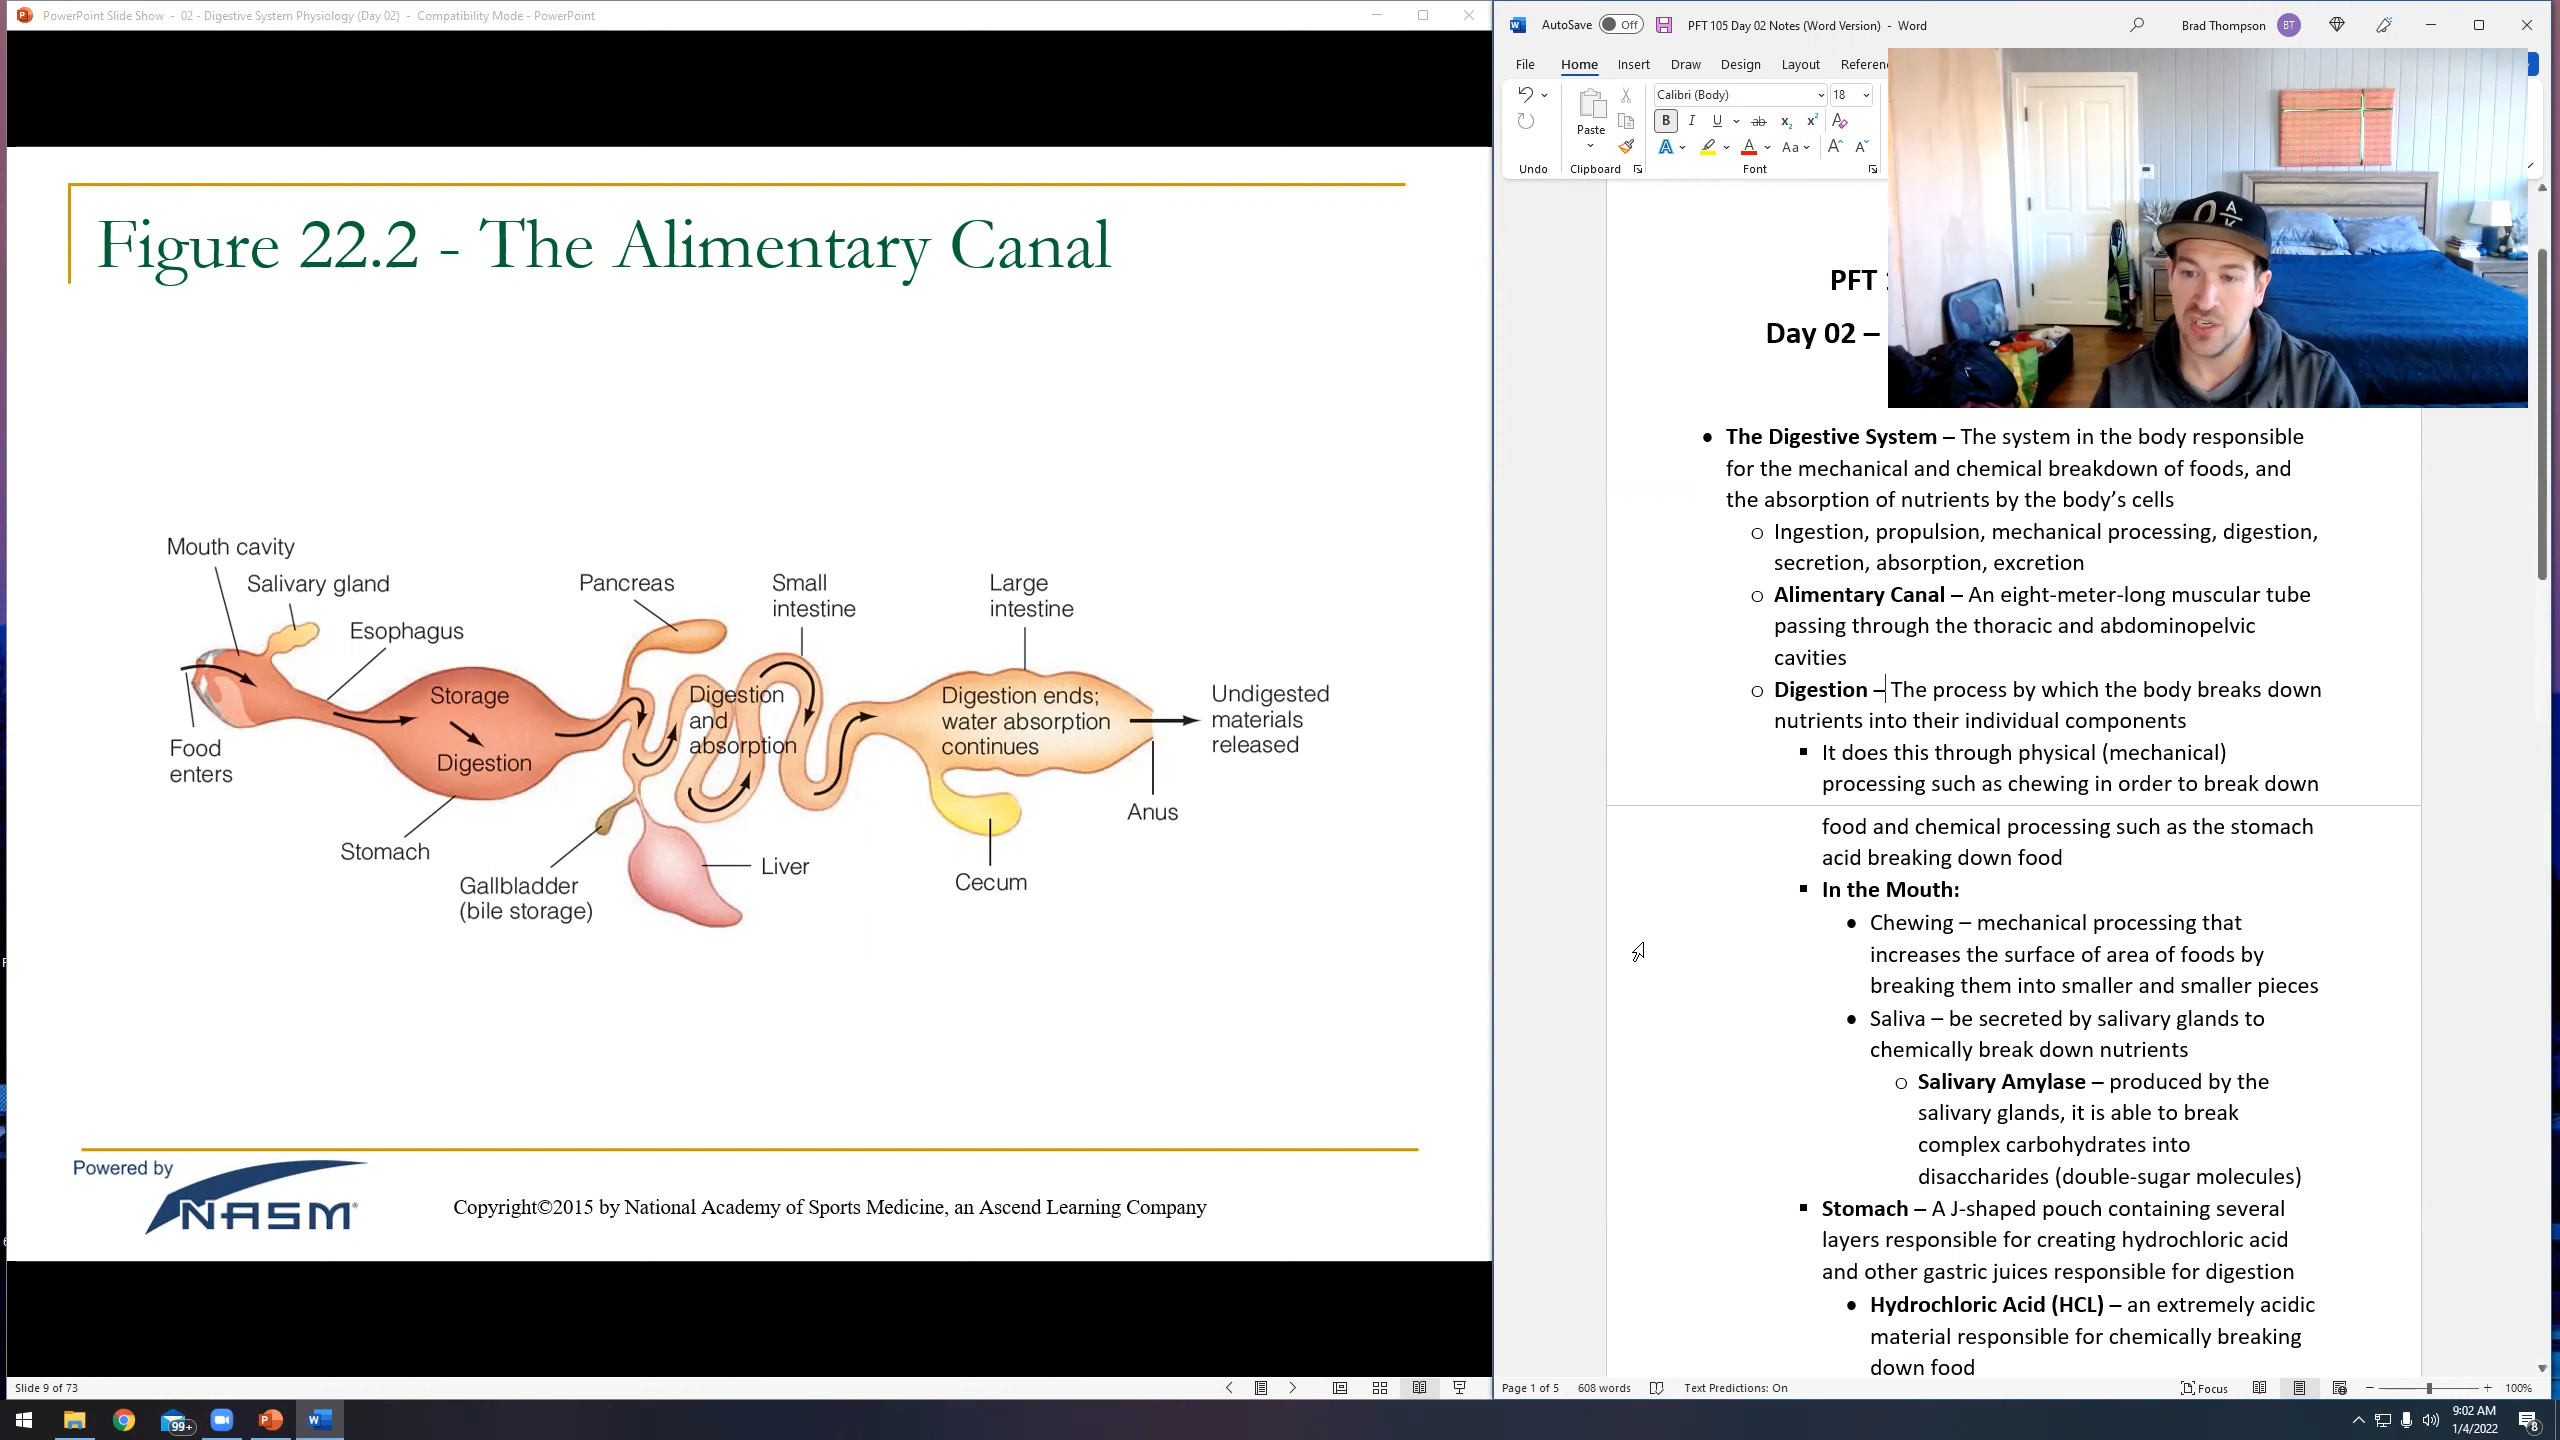 PowerPoint Slide Show - 02 - Digestive System Physiology (Day 02) - Compatibility Mode - PowerPoint
Figure 22.2 - The Alimentary Canal
Mouth cavity
Salivary gland
Esophagus
Pancreas
Small
intestine
Large
intestine
Storage
Digestion
Digestion
and
absorption
Digestion ends;
water absorption
continues
Undigested
materials
released
Food
enters
Stomach
Gallbladder
(bile storage)
Liver
Cecum
Anus
Powered by
NASM
Copyright©2015 by National Academy of Sports Medicine, an Ascend Learning Company
Slide 9 of 73
AutoSave Off PFT 105 Day 02 Notes (Word Version) - Word Brad Thompson BT
File Home Insert Draw Design Layout Referenc
Calibri (Body) 18
Paste
B I U ab x₂ x² A
A A Aa A A
Undo Clipboard Font
PFT
Day 02 –
• The Digestive System – The system in the body responsible
for the mechanical and chemical breakdown of foods, and
the absorption of nutrients by the body’s cells
o Ingestion, propulsion, mechanical processing, digestion,
secretion, absorption, excretion
o Alimentary Canal – An eight-meter-long muscular tube
passing through the thoracic and abdominopelvic
cavities
o Digestion – The process by which the body breaks down
nutrients into their individual components
▪ It does this through physical (mechanical)
processing such as chewing in order to break down
food and chemical processing such as the stomach
acid breaking down food
▪ In the Mouth:
• Chewing – mechanical processing that
increases the surface of area of foods by
breaking them into smaller and smaller pieces
• Saliva – be secreted by salivary glands to
chemically break down nutrients
o Salivary Amylase – produced by the
salivary glands, it is able to break
complex carbohydrates into
disaccharides (double-sugar molecules)
▪ Stomach – A J-shaped pouch containing several
layers responsible for creating hydrochloric acid
and other gastric juices responsible for digestion
• Hydrochloric Acid (HCL) – an extremely acidic
material responsible for chemically breaking
down food
Page 1 of 5 608 words Text Predictions: On Focus 100%
99+
9:02 AM
1/4/2022
8